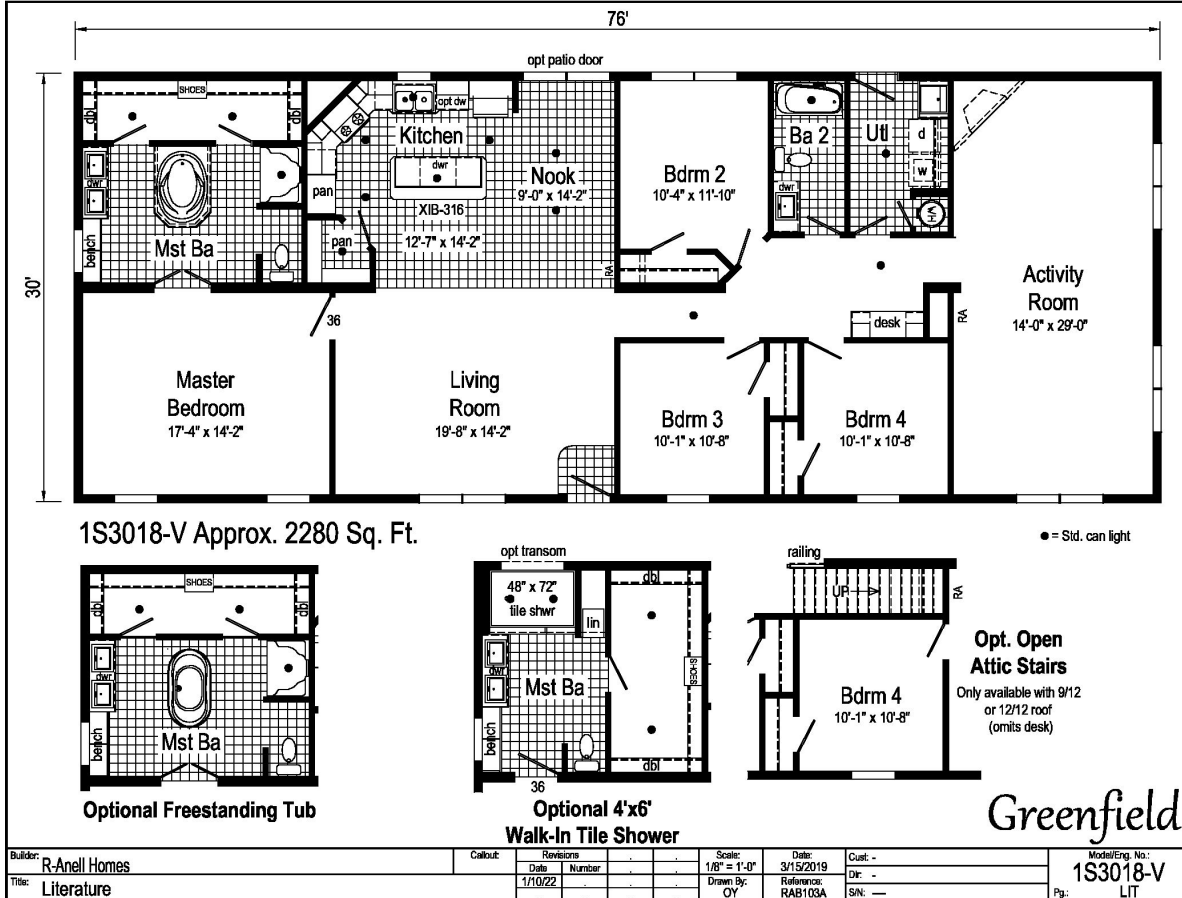 76'
opt patio door
30'
SHOES
dbl
dbl
dwr
bench
Mst Ba
opt dw
Kitchen
dwr
XIB-316
12'-7" x 14'-2"
pan
pan
Nook
9'-0" x 14'-2"
RA
Bdrm 2
10'-4" x 11'-10"
Ba 2
dwr
Utl
d
w
WH
desk
RA
Activity
Room
14'-0" x 29'-0"
36
Master
Bedroom
17'-4" x 14'-2"
Living
Room
19'-8" x 14'-2"
Bdrm 3
10'-1" x 10'-8"
Bdrm 4
10'-1" x 10'-8"
1S3018-V Approx. 2280 Sq. Ft.
● = Std. can light
SHOES
dbl
dbl
dwr
bench
Mst Ba
Optional Freestanding Tub
opt transom
48" x 72"
tile shwr
lin
dbl
SHOES
dwr
Mst Ba
bench
dbl
36
Optional 4'x6'
Walk-In Tile Shower
railing
UP
RA
Bdrm 4
10'-1" x 10'-8"
Opt. Open
Attic Stairs
Only available with 9/12
or 12/12 roof
(omits desk)
Greenfield
Builder: R-Anell Homes
Title: Literature
Callout:
Revisions
Date Number
1/10/22
Scale:
1/8" = 1'-0"
Drawn By:
OY
Date:
3/15/2019
Reference:
RAB103A
Cust: -
Dir: -
S/N: —
Model/Eng. No.:
1S3018-V
Pg.: LIT